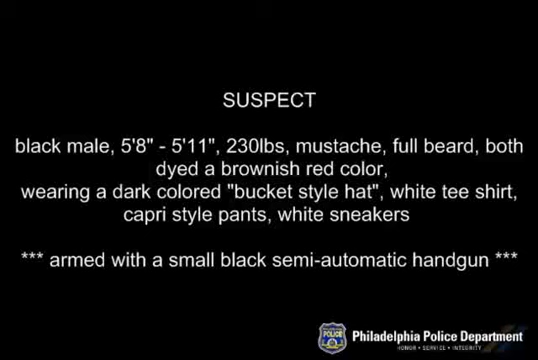 SUSPECT
black male, 5'8" - 5'11", 230lbs, mustache, full beard, both
dyed a brownish red color,
wearing a dark colored "bucket style hat", white tee shirt,
capri style pants, white sneakers
*** armed with a small black semi-automatic handgun ***
POLICE
Philadelphia Police Department
HONOR • SERVICE • INTEGRITY